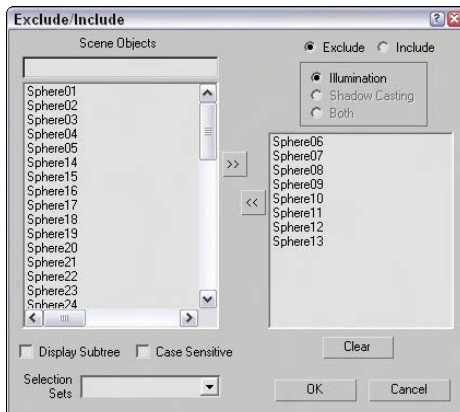 Exclude/Include
Scene Objects
Exclude
Include
Illumination
Shadow Casting
Both
Sphere01
Sphere02
Sphere03
Sphere04
Sphere05
Sphere14
Sphere15
Sphere16
Sphere17
Sphere18
Sphere19
Sphere20
Sphere21
Sphere22
Sphere23
Sphere24
>>
<<
Sphere06
Sphere07
Sphere08
Sphere09
Sphere10
Sphere11
Sphere12
Sphere13
Display Subtree
Case Sensitive
Clear
Selection
Sets
OK
Cancel